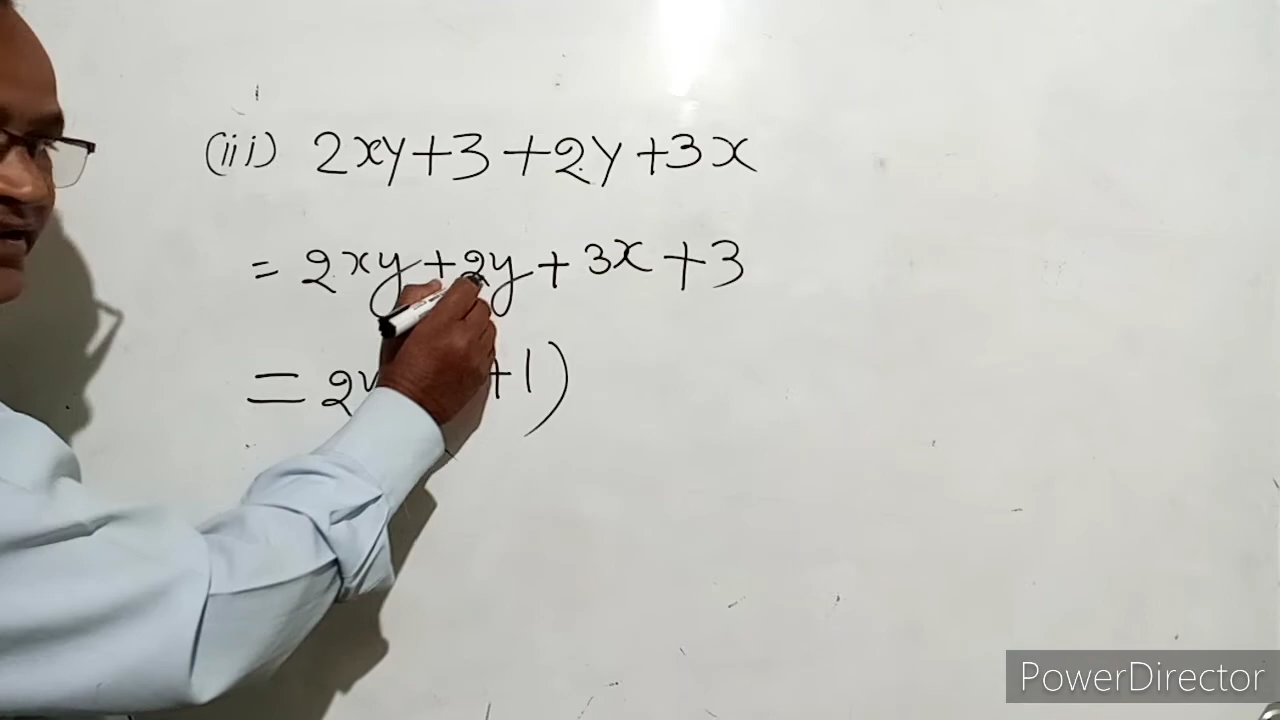 (iii) 2xy+3+2y+3x
= 2xy+2y+3x+3
= 2y +1)
PowerDirector